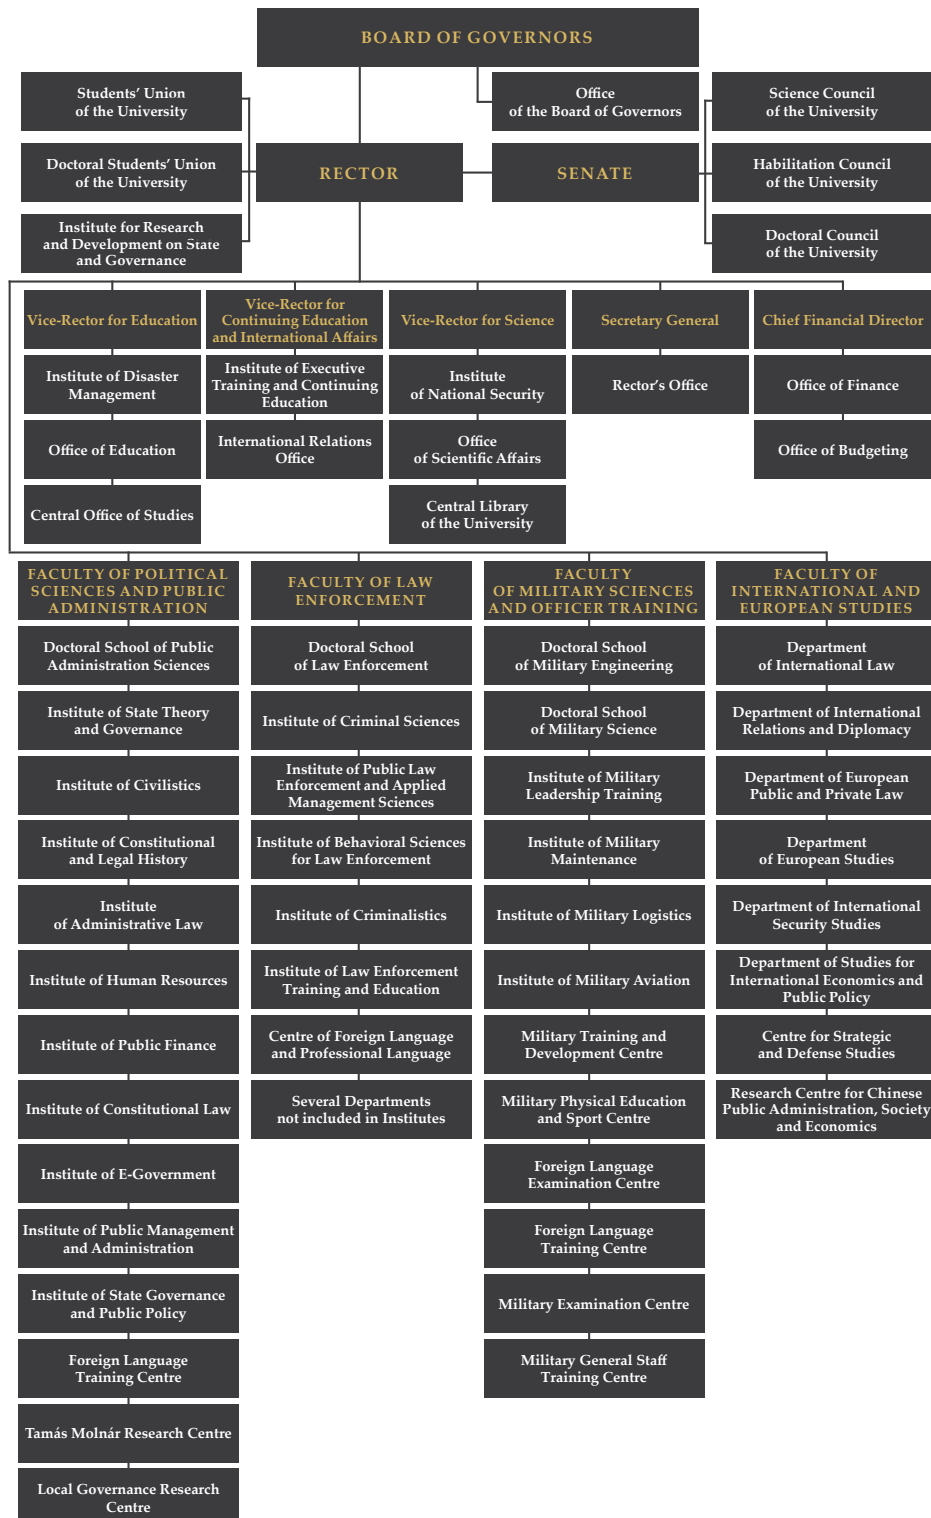 BOARD OF GOVERNORS
Students’ Union
of the University
Office
of the Board of Governors
Science Council
of the University
Doctoral Students’ Union
of the University
RECTOR
SENATE
Habilitation Council
of the University
Institute for Research
and Development on State
and Governance
Doctoral Council
of the University
Vice-Rector for Education
Vice-Rector for
Continuing Education
and International Affairs
Vice-Rector for Science
Secretary General
Chief Financial Director
Institute of Disaster
Management
Institute of Executive
Training and Continuing
Education
Institute
of National Security
Rector’s Office
Office of Finance
Office of Education
International Relations
Office
Office
of Scientific Affairs
Office of Budgeting
Central Office of Studies
Central Library
of the University
FACULTY OF POLITICAL
SCIENCES AND PUBLIC
ADMINISTRATION
Doctoral School of Public
Administration Sciences
Institute of State Theory
and Governance
Institute of Civilistics
Institute of Constitutional
and Legal History
Institute
of Administrative Law
Institute of Human Resources
Institute of Public Finance
Institute of Constitutional Law
Institute of E-Government
Institute of Public Management
and Administration
Institute of State Governance
and Public Policy
Foreign Language
Training Centre
Tamás Molnár Research Centre
Local Governance Research
Centre
FACULTY OF LAW
ENFORCEMENT
Doctoral School
of Law Enforcement
Institute of Criminal Sciences
Institute of Public Law
Enforcement and Applied
Management Sciences
Institute of Behavioral Sciences
for Law Enforcement
Institute of Criminalistics
Institute of Law Enforcement
Training and Education
Centre of Foreign Language
and Professional Language
Several Departments
not included in Institutes
FACULTY
OF MILITARY SCIENCES
AND OFFICER TRAINING
Doctoral School
of Military Engineering
Doctoral School
of Military Science
Institute of Military
Leadership Training
Institute of Military
Maintenance
Institute of Military Logistics
Institute of Military Aviation
Military Training and
Development Centre
Military Physical Education
and Sport Centre
Foreign Language
Examination Centre
Foreign Language
Training Centre
Military Examination Centre
Military General Staff
Training Centre
FACULTY OF
INTERNATIONAL AND
EUROPEAN STUDIES
Department
of International Law
Department of International
Relations and Diplomacy
Department of European
Public and Private Law
Department
of European Studies
Department of International
Security Studies
Department of Studies for
International Economics and
Public Policy
Centre for Strategic
and Defense Studies
Research Centre for Chinese
Public Administration, Society
and Economics